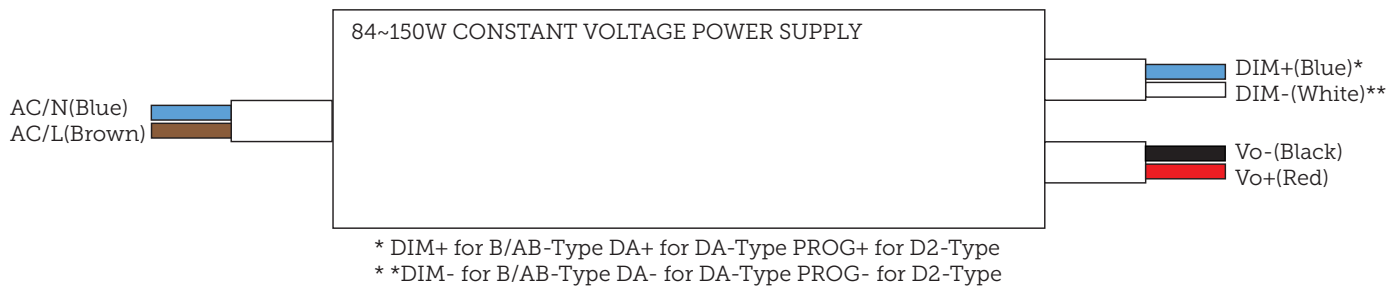 84~150W CONSTANT VOLTAGE POWER SUPPLY
AC/N(Blue)
AC/L(Brown)
DIM+(Blue)*
DIM-(White)**
Vo-(Black)
Vo+(Red)
* DIM+ for B/AB-Type DA+ for DA-Type PROG+ for D2-Type
* *DIM- for B/AB-Type DA- for DA-Type PROG- for D2-Type